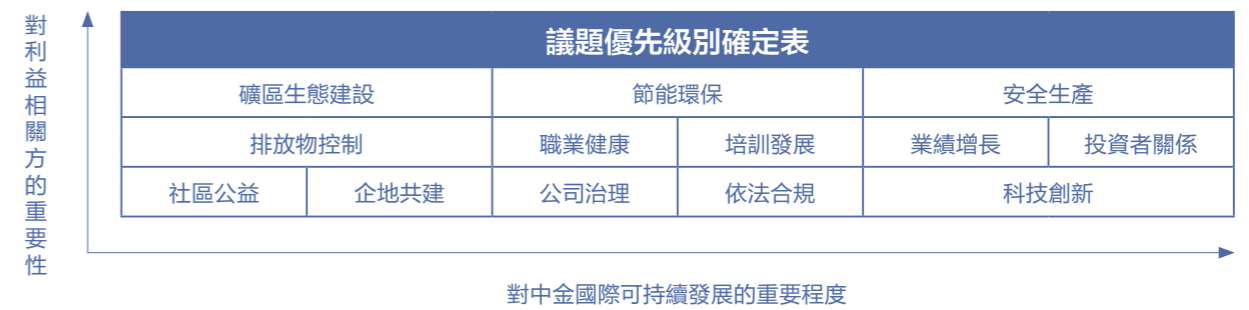 對利益相關方的重要性
議題優先級別確定表
礦區生態建設 節能環保 安全生產
排放物控制 職業健康 培訓發展 業績增長 投資者關係
社區公益 企地共建 公司治理 依法合規 科技創新
對中金國際可持續發展的重要程度